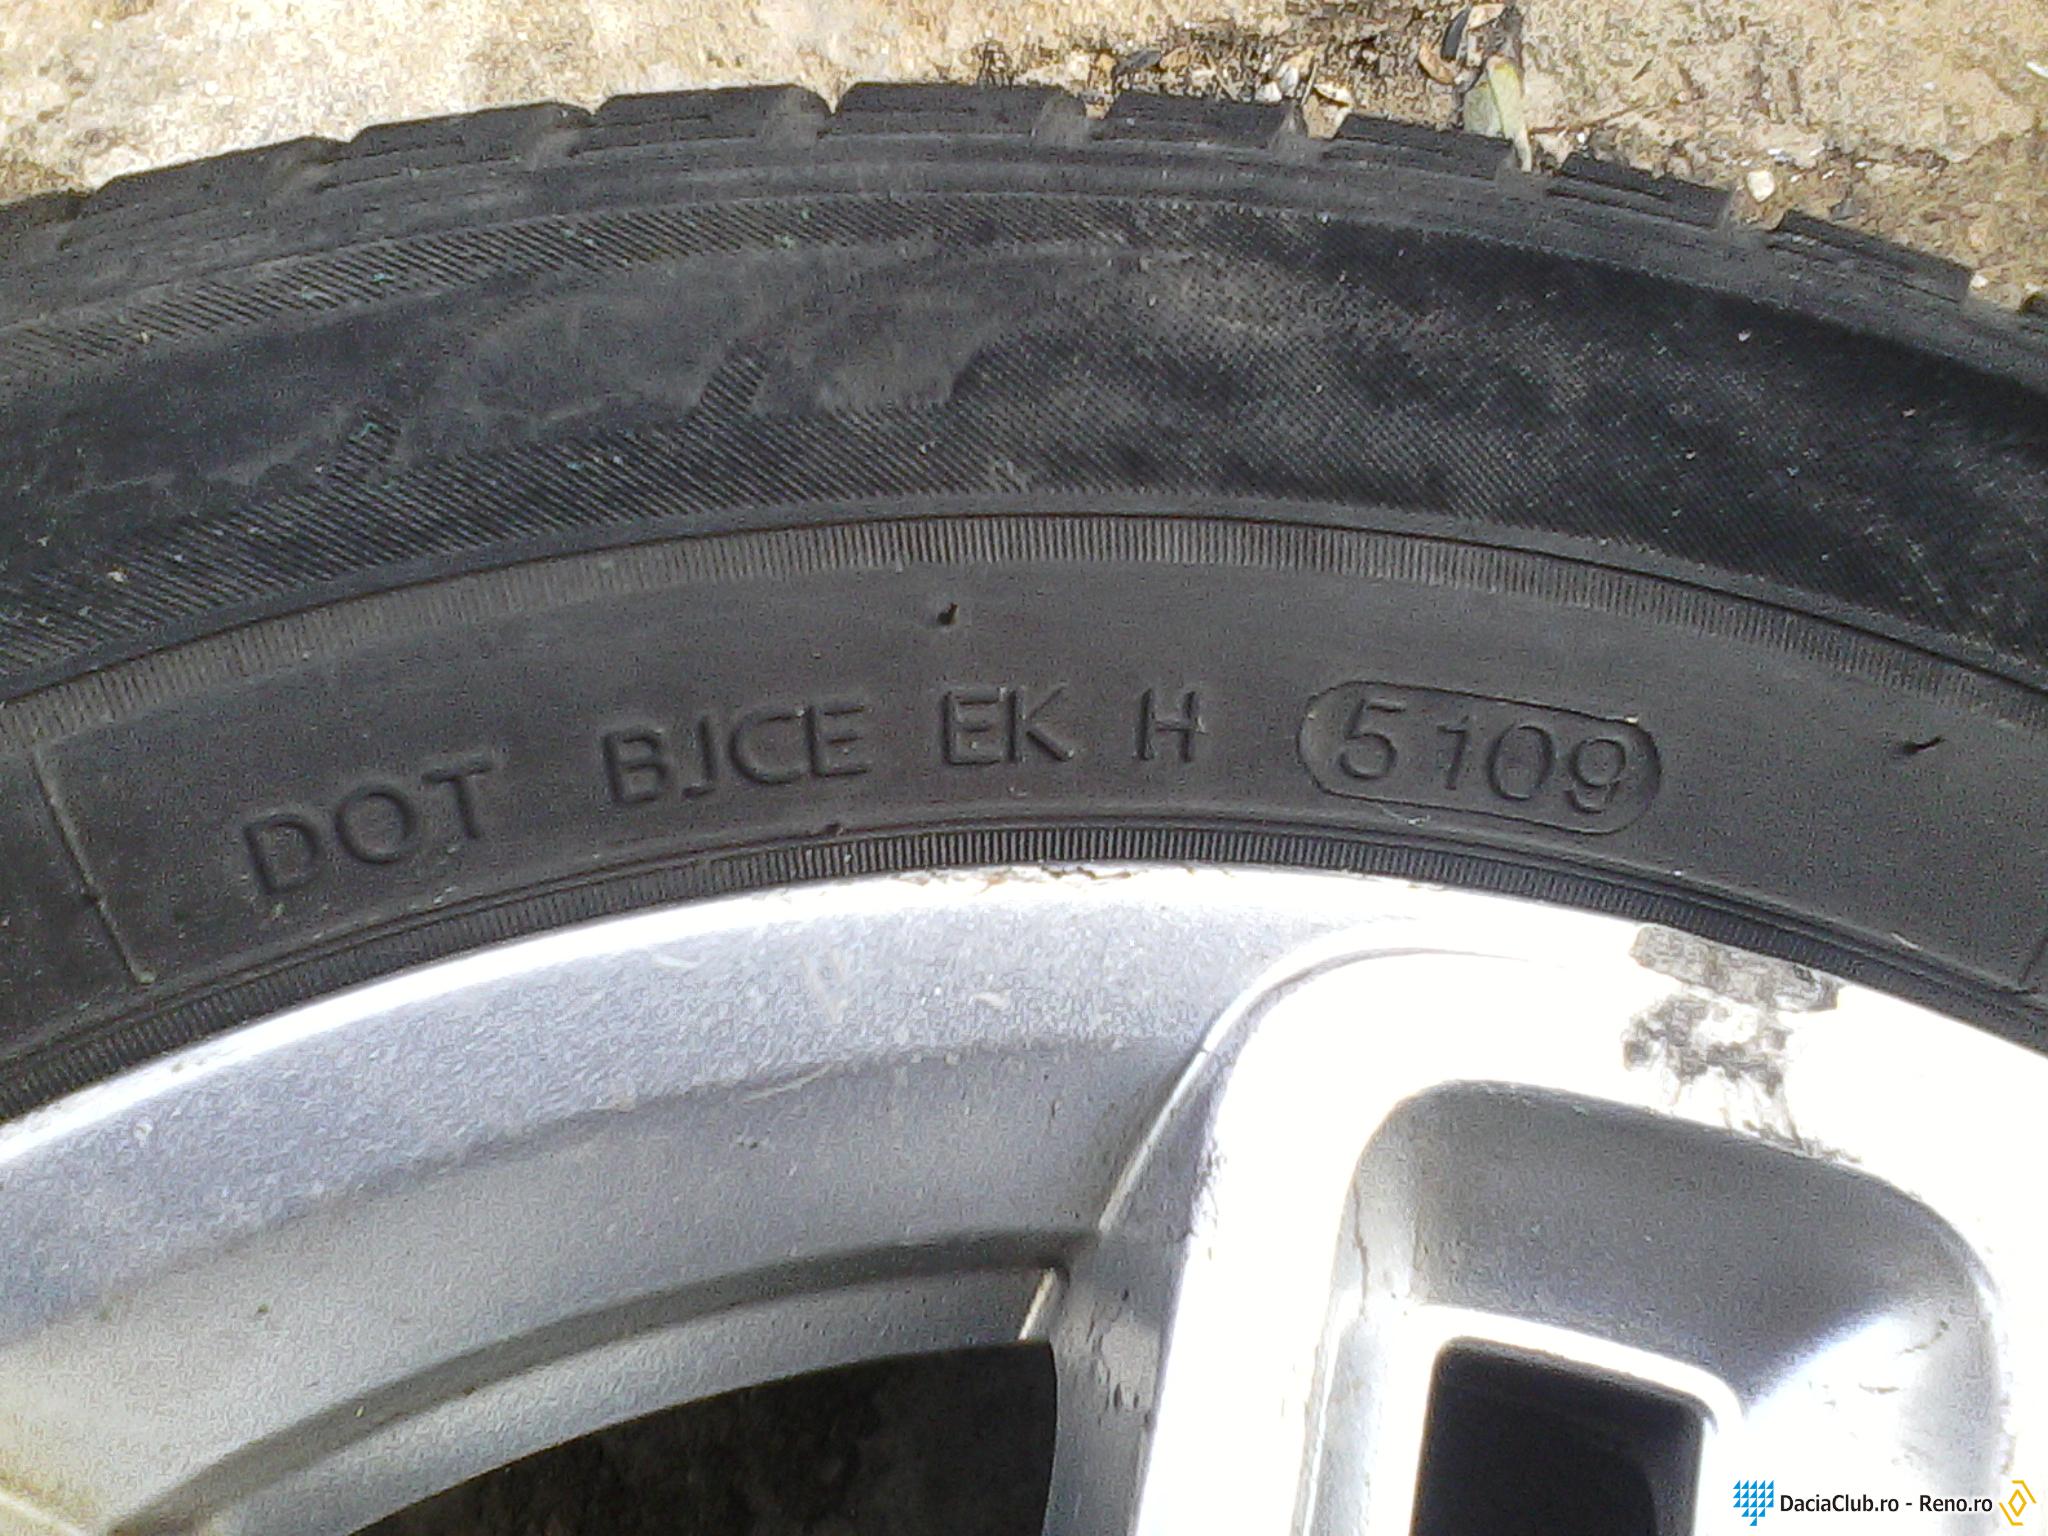 DOT BJCE EK H 5109
DaciaClub.ro - Reno.ro